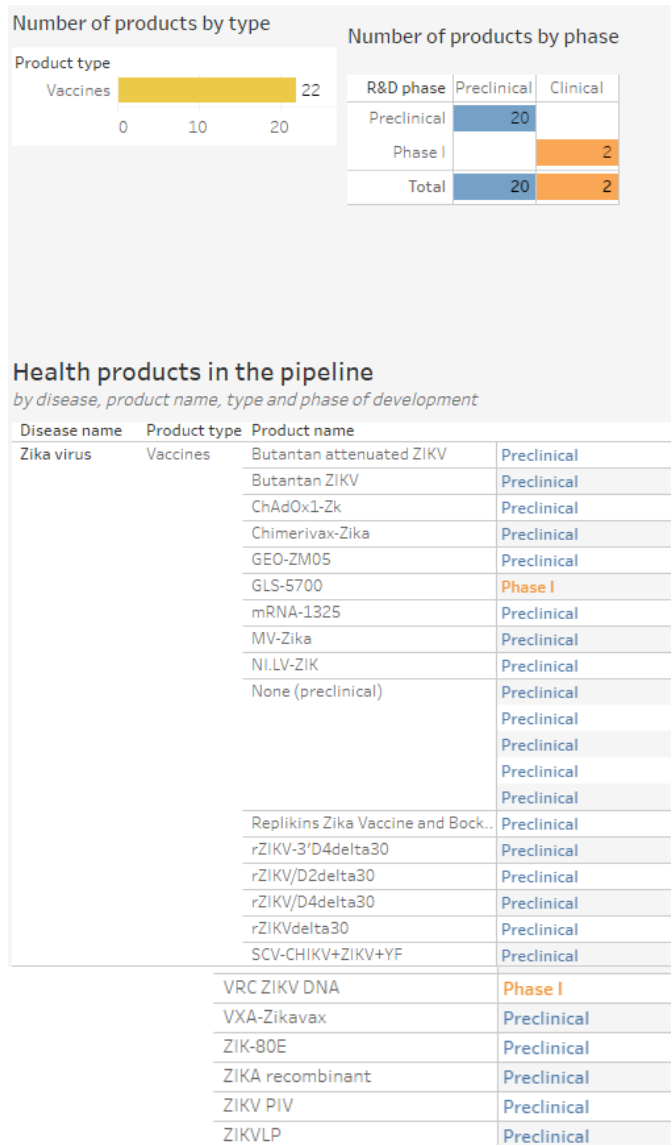 Number of products by type
Product type
Vaccines 22
0 10 20
Number of products by phase
R&D phase Preclinical Clinical
Preclinical 20
Phase I 2
Total 20 2
Health products in the pipeline
by disease, product name, type and phase of development
Disease name Product type Product name
Zika virus Vaccines Butantan attenuated ZIKV Preclinical
Butantan ZIKV Preclinical
ChAdOx1-Zk Preclinical
Chimerivax-Zika Preclinical
GEO-ZM05 Preclinical
GLS-5700 Phase I
mRNA-1325 Preclinical
MV-Zika Preclinical
NI.LV-ZIK Preclinical
None (preclinical) Preclinical
Preclinical
Preclinical
Preclinical
Preclinical
Replikins Zika Vaccine and Bock.. Preclinical
rZIKV-3'D4delta30 Preclinical
rZIKV/D2delta30 Preclinical
rZIKV/D4delta30 Preclinical
rZIKVdelta30 Preclinical
SCV-CHIKV+ZIKV+YF Preclinical
VRC ZIKV DNA Phase I
VXA-Zikavax Preclinical
ZIK-80E Preclinical
ZIKA recombinant Preclinical
ZIKV PIV Preclinical
ZIKVLP Preclinical